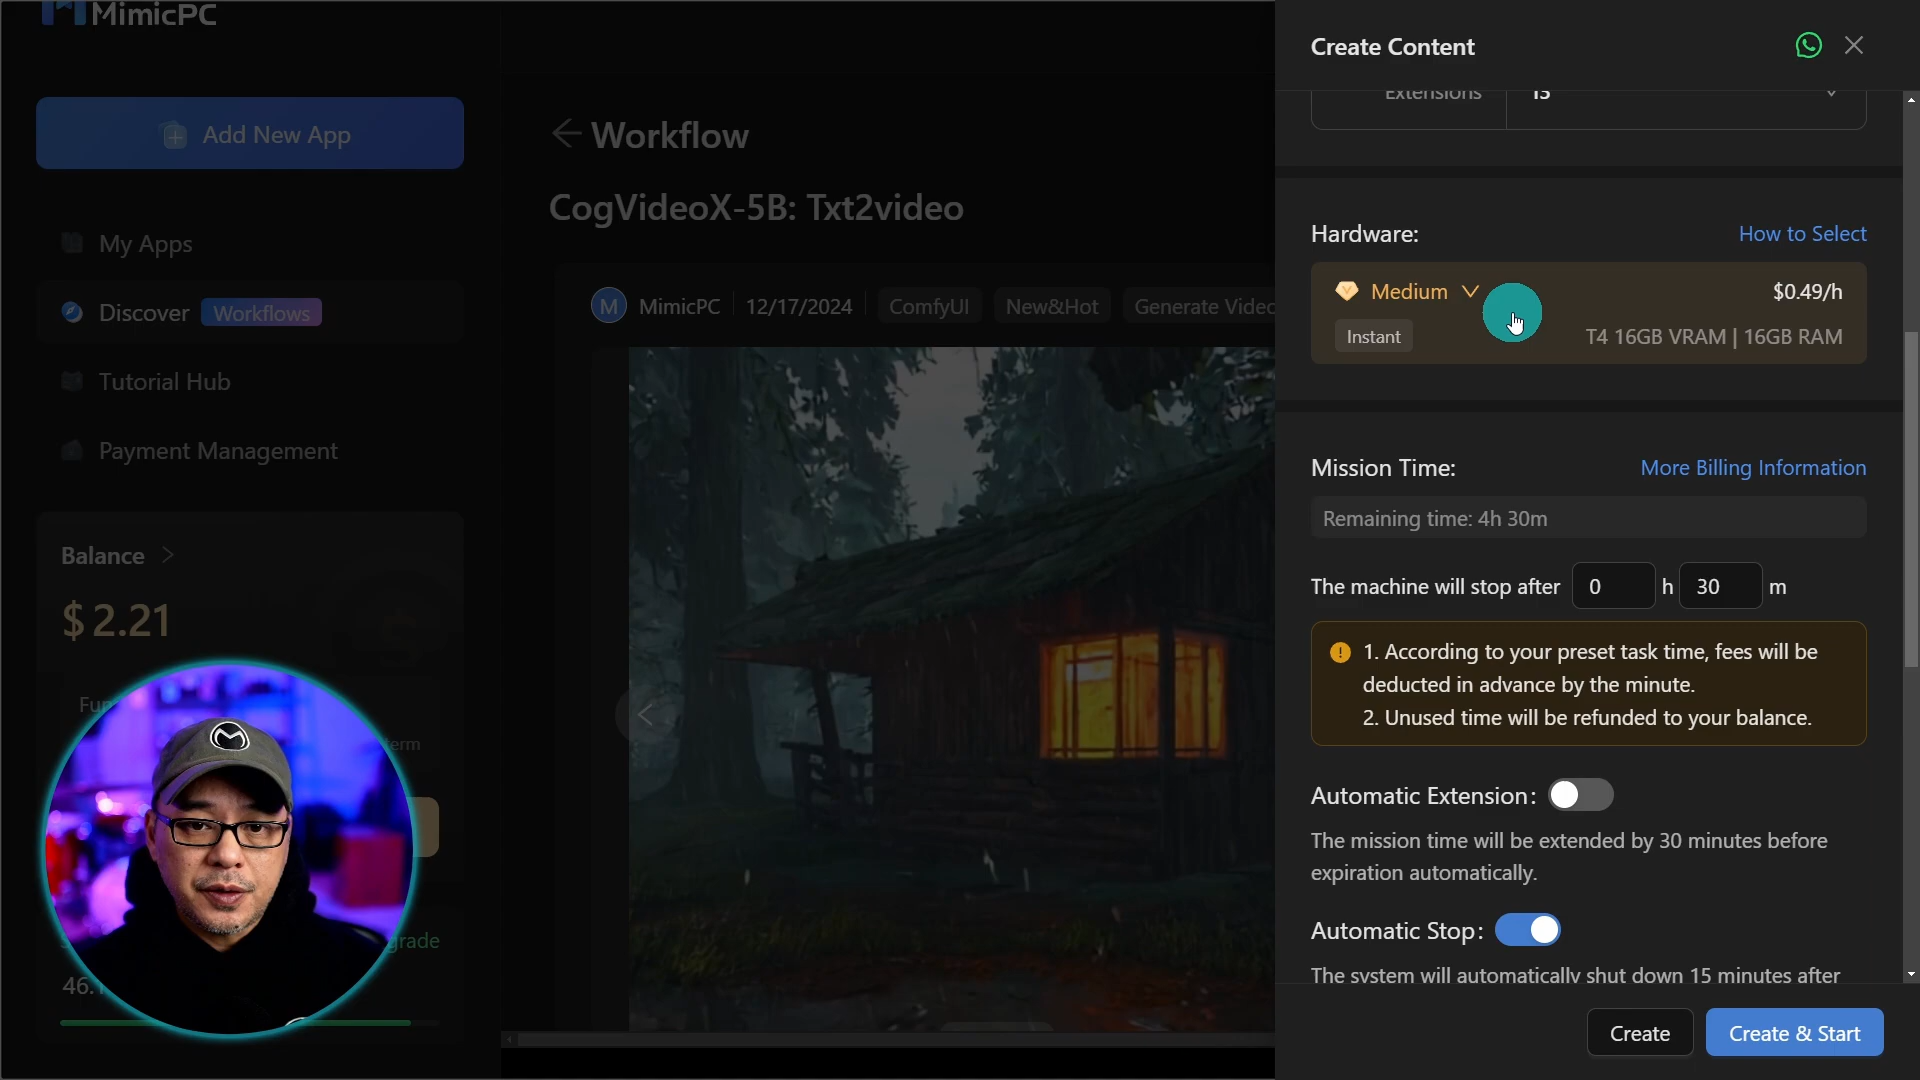 MimicPC
Add New App
My Apps
Discover Workflows
Tutorial Hub
Payment Management
Balance
$ 2.21
Workflow
CogVideoX-5B: Txt2video
M MimicPC 12/17/2024 ComfyUI New&Hot Generate Video
Create Content
Extensions 15
Hardware: How to Select
Medium $0.49/h
Instant T4 16GB VRAM | 16GB RAM
Mission Time: More Billing Information
Remaining time: 4h 30m
The machine will stop after 0 h 30 m
1. According to your preset task time, fees will be
deducted in advance by the minute.
2. Unused time will be refunded to your balance.
Automatic Extension:
The mission time will be extended by 30 minutes before
expiration automatically.
Automatic Stop:
The system will automatically shut down 15 minutes after
Create Create & Start